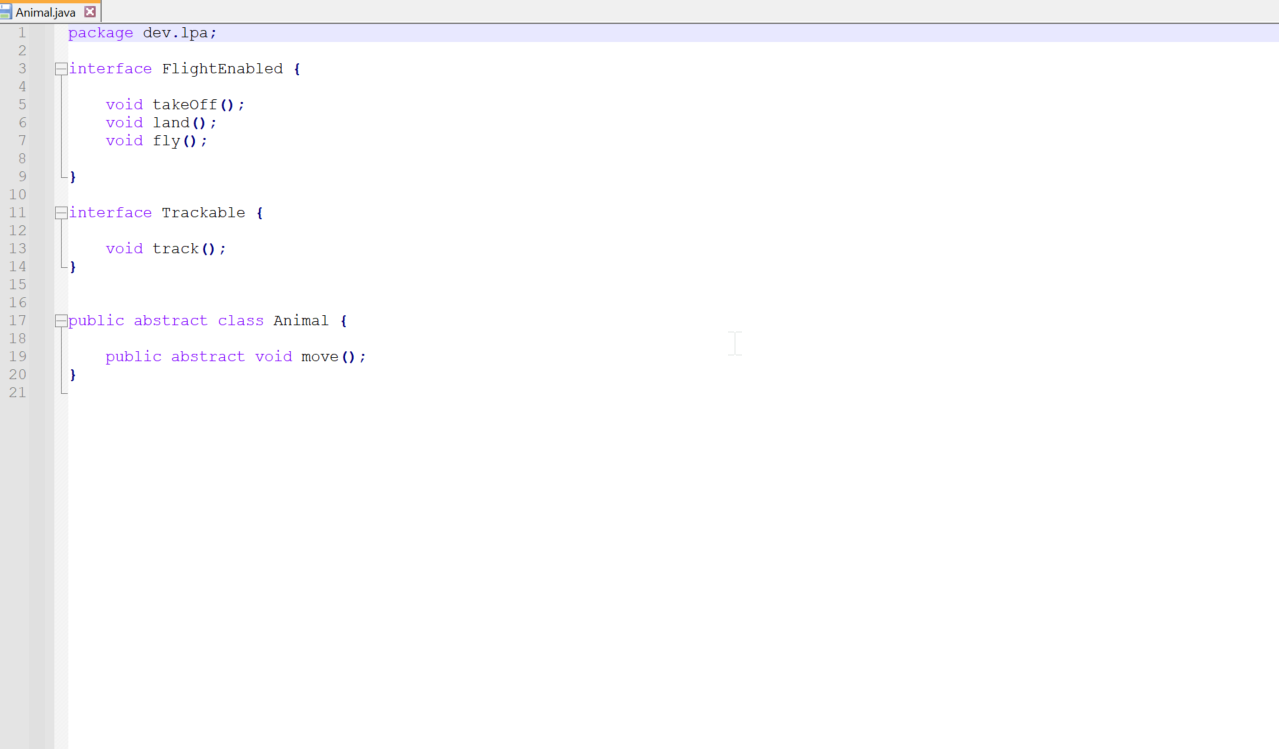 Animal.java
1 package dev.lpa;
2
3 interface FlightEnabled {
4
5     void takeOff();
6     void land();
7     void fly();
8
9 }
10
11 interface Trackable {
12
13     void track();
14 }
15
16
17 public abstract class Animal {
18
19     public abstract void move();
20 }
21